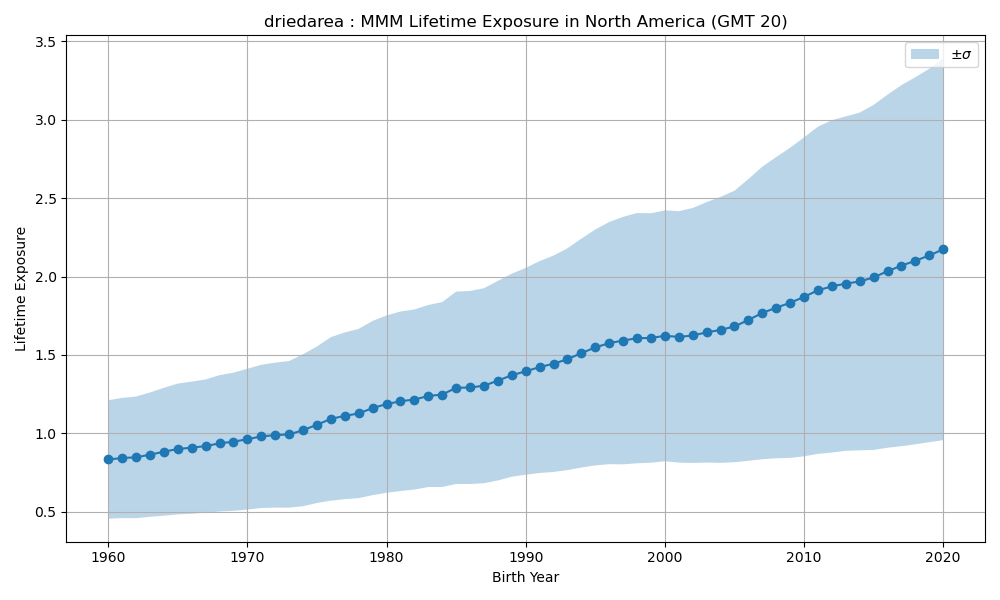 driedarea : MMM Lifetime Exposure in North America (GMT 20)
±σ
Lifetime Exposure
3.5
3.0
2.5
2.0
1.5
1.0
0.5
1960 1970 1980 1990 2000 2010 2020
Birth Year